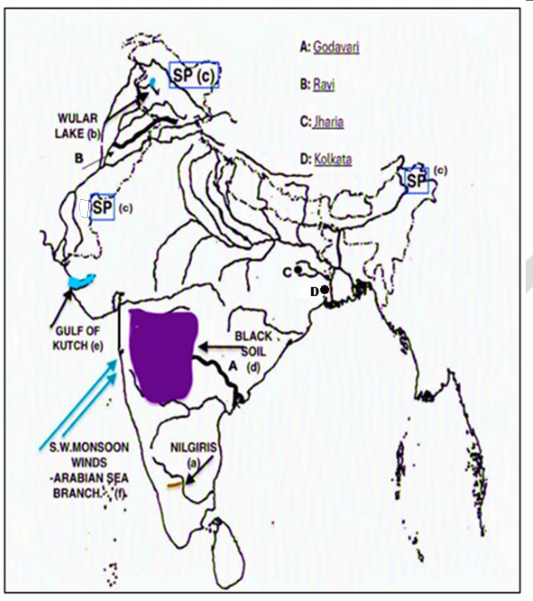 A: Godavari
SP (c)
B: Ravi
WULAR
LAKE (b)
C: Jharia
B
D: Kolkata
SP (c)
SP (c)
C
D
GULF OF
KUTCH (e)
BLACK
SOIL
(d)
A
S.W.MONSOON
WINDS
-ARABIAN SEA
BRANCH. (f)
NILGIRIS
(a)